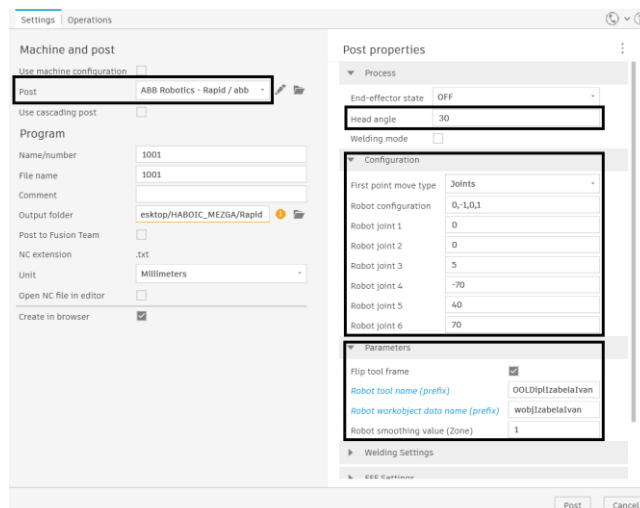 Settings Operations
Machine and post
Use machine configuration
Post ABB Robotics - Rapid / abb
Use cascading post
Program
Name/number 1001
File name 1001
Comment
Output folder esktop/HABOIC_MEZGA/Rapid
Post to Fusion Team
NC extension .txt
Unit Millimeters
Open NC file in editor
Create in browser
Post properties
Process
End-effector state OFF
Head angle 30
Welding mode
Configuration
First point move type Joints
Robot configuration 0,-1,0,1
Robot joint 1 0
Robot joint 2 0
Robot joint 3 5
Robot joint 4 -70
Robot joint 5 40
Robot joint 6 70
Parameters
Flip tool frame
Robot tool name (prefix) OOLDiplIzabelaIvan
Robot workobject data name (prefix) wobjIzabelaIvan
Robot smoothing value (Zone) 1
Welding Settings
Post Cancel